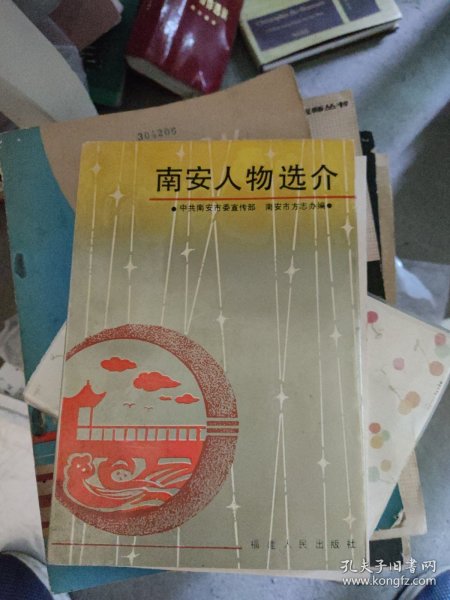 304206
南安人物选介
●中共南安市委宣传部 南安市方志办编●
福建人民出版社
孔夫子旧书网
www.kongfz.com